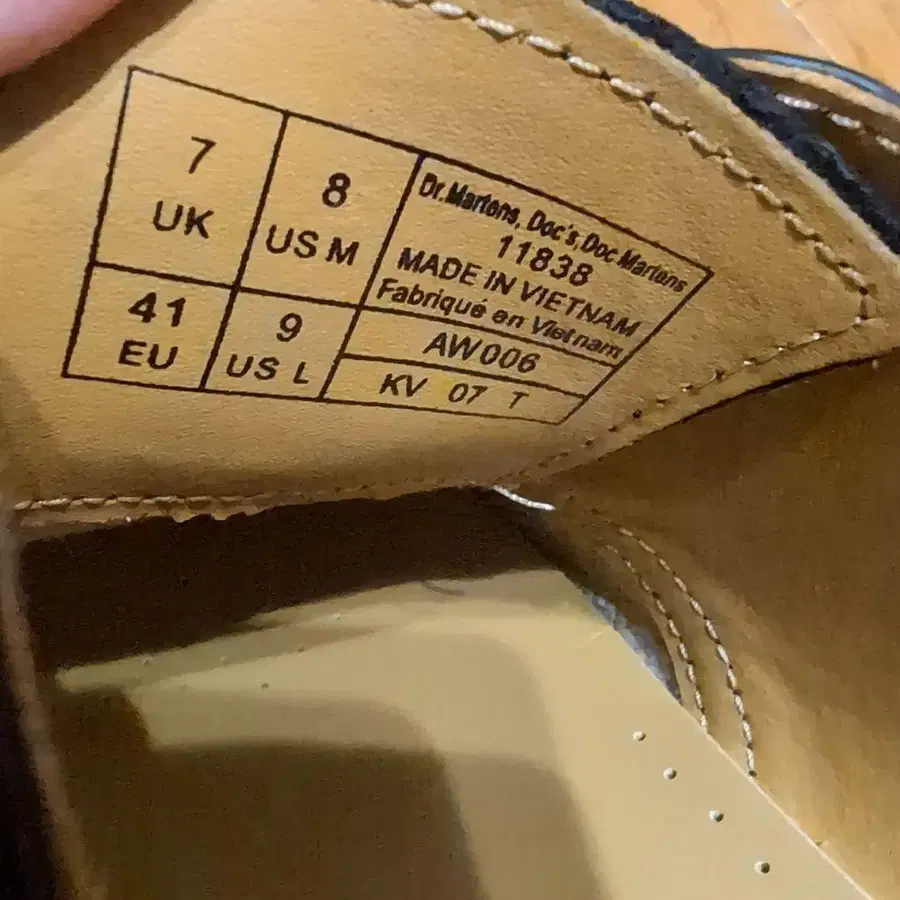 7
UK
8
US M
41
EU
9
US L
Dr.Martens, Doc's, Doc Martens
11838
MADE IN VIETNAM
Fabriqué en Vietnam
AW006
KV 07 T